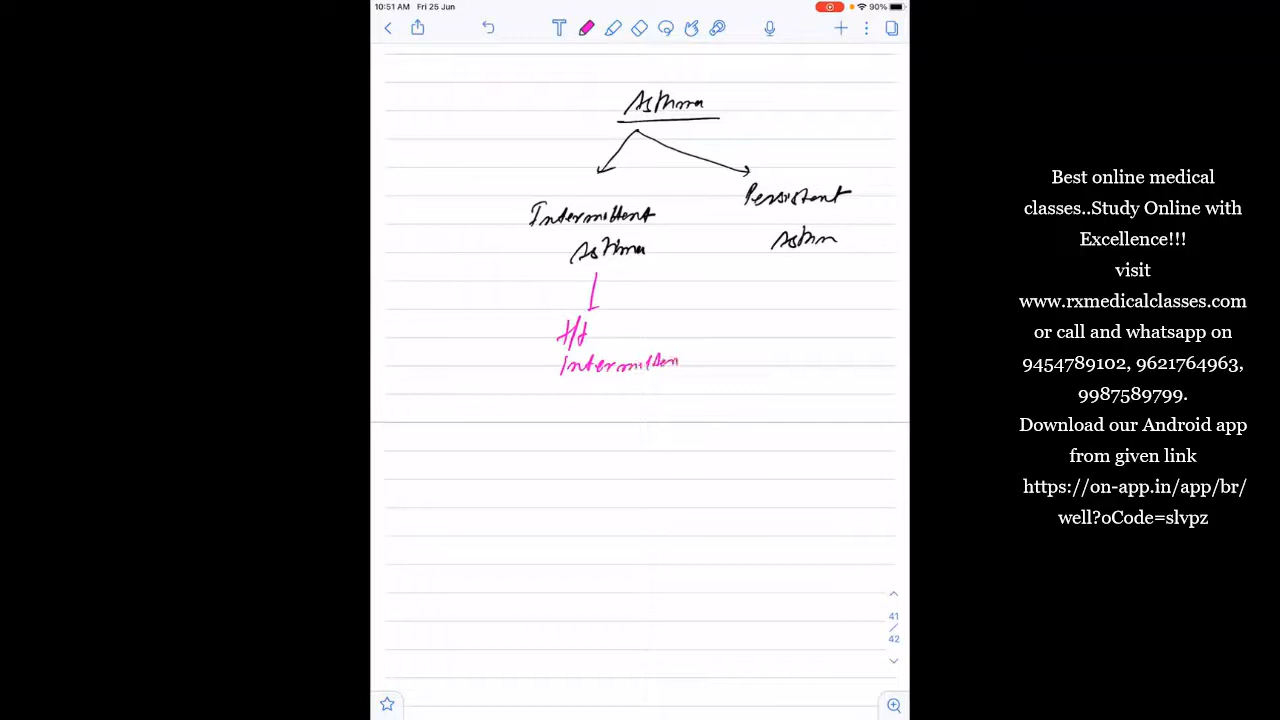 10:51 AM Fri 25 Jun
90%
Asthma
Intermittent
Asthma
Persistent
Asthm
H/
Intermitten
41
/
42
Best online medical
classes..Study Online with
Excellence!!!
visit
www.rxmedicalclasses.com
or call and whatsapp on
9454789102, 9621764963,
9987589799.
Download our Android app
from given link
https://on-app.in/app/br/
well?oCode=slvpz